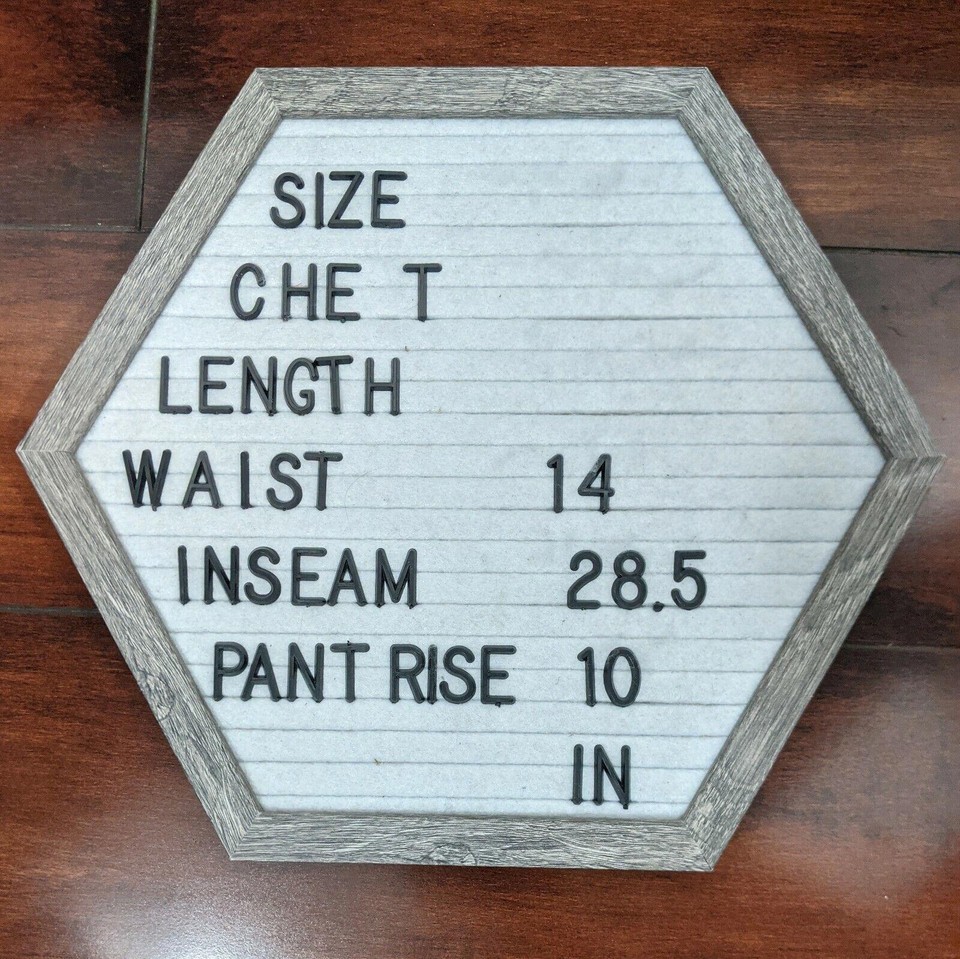 SIZE
CHE T
LENGTH
WAIST 14
INSEAM 28.5
PANT RISE 10
IN